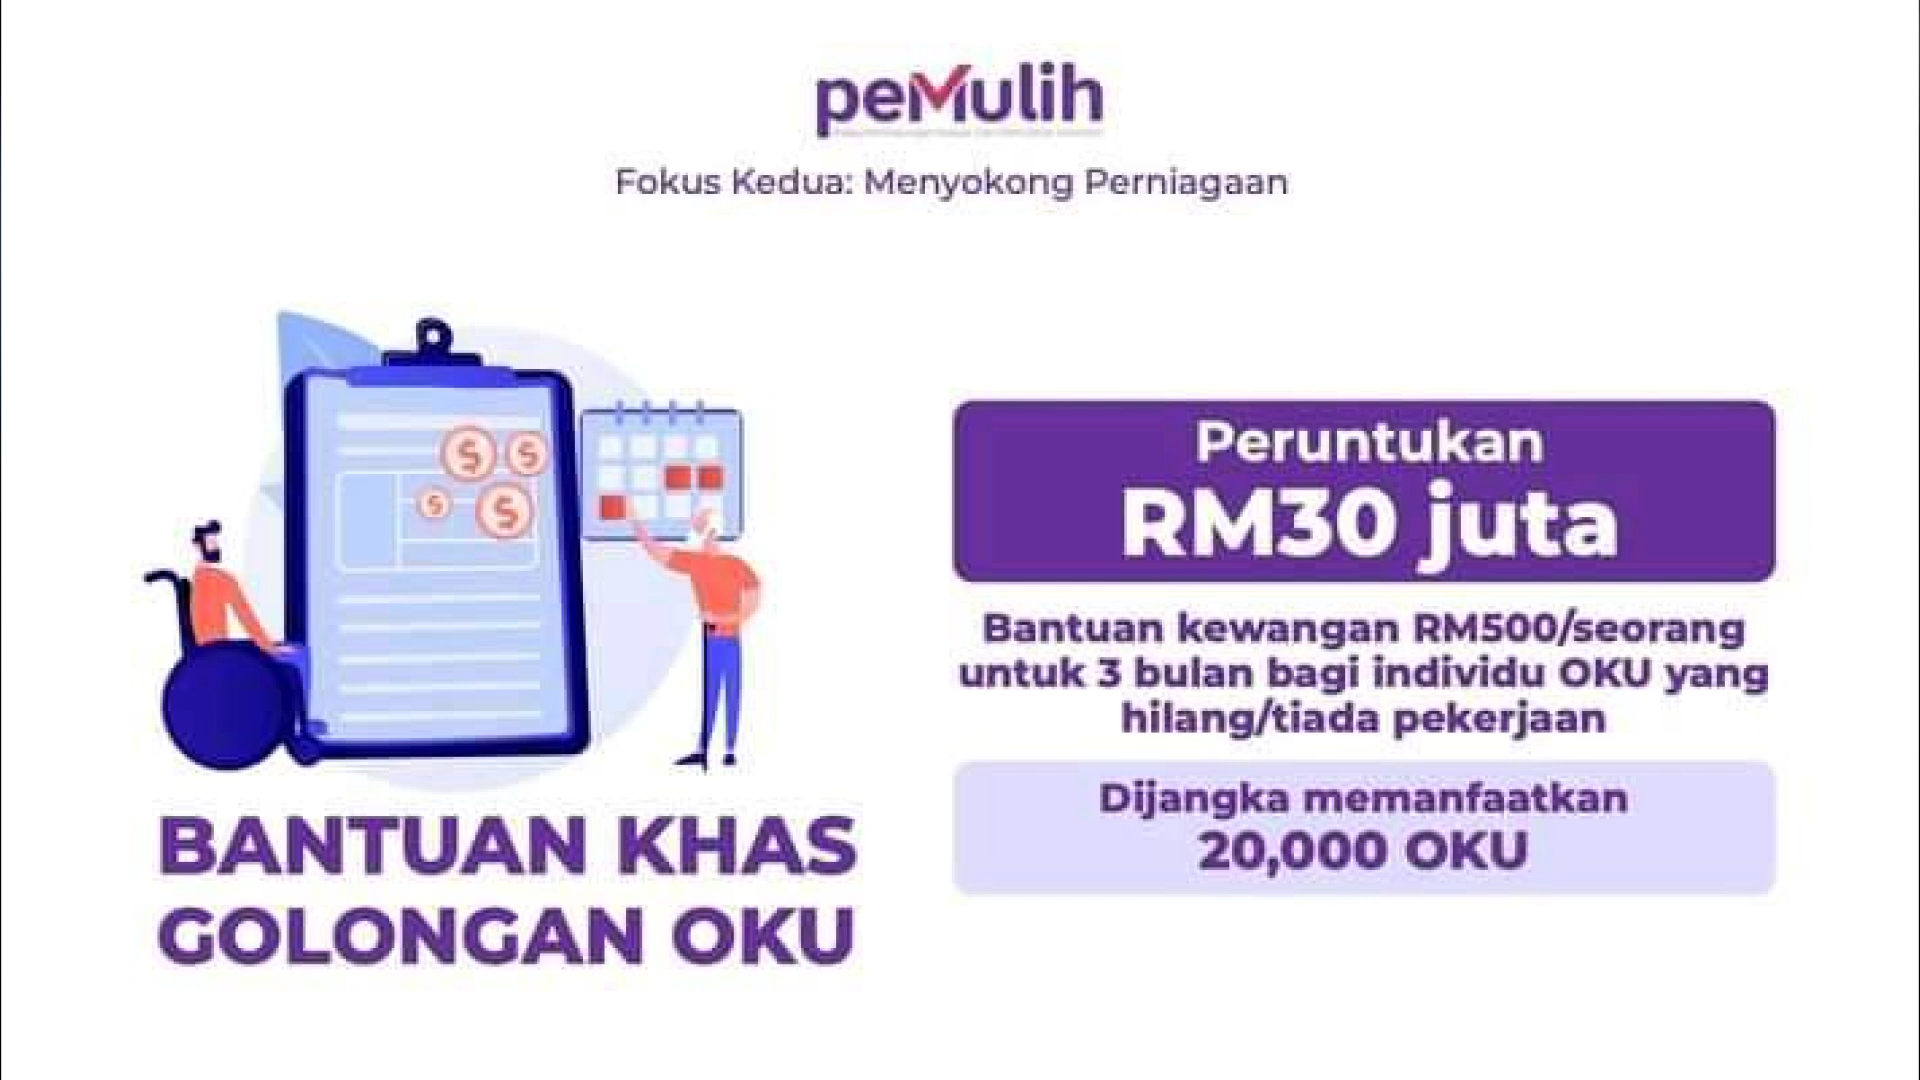 peMulih
Fokus Kedua: Menyokong Perniagaan
BANTUAN KHAS
GOLONGAN OKU
Peruntukan
RM30 juta
Bantuan kewangan RM500/seorang
untuk 3 bulan bagi individu OKU yang
hilang/tiada pekerjaan
Dijangka memanfaatkan
20,000 OKU